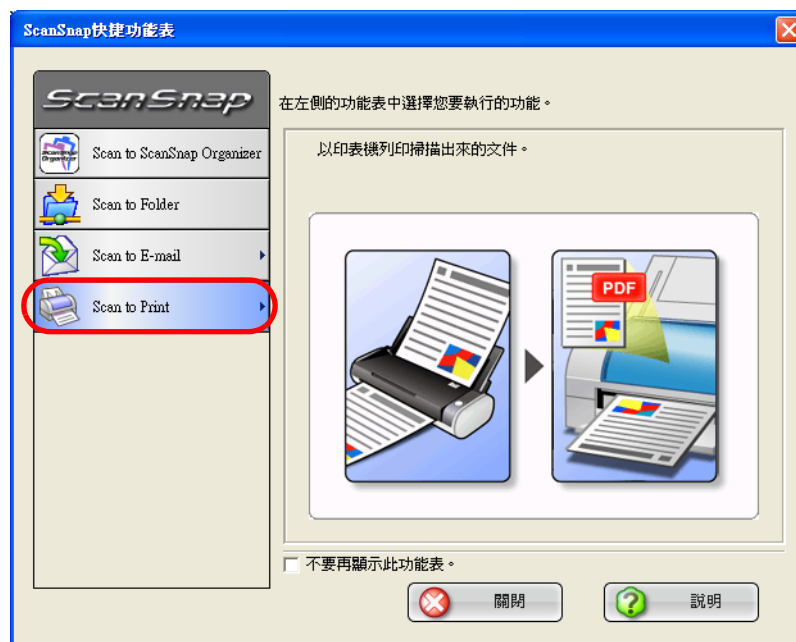 ScanSnap快捷功能表
ScanSnap
在左側的功能表中選擇您要執行的功能。
Scan to ScanSnap Organizer
Scan to Folder
Scan to E-mail
Scan to Print
以印表機列印掃描出來的文件。
PDF
不要再顯示此功能表。
關閉
說明